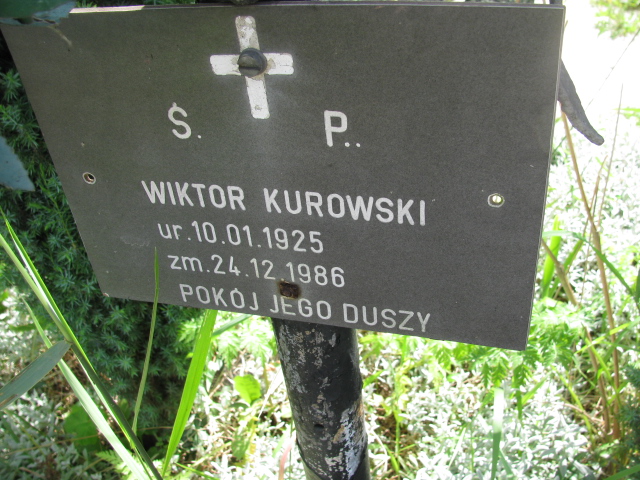 Ś. P..
WIKTOR KUROWSKI
ur.10.01.1925
zm.24.12.1986
POKÓJ JEGO DUSZY